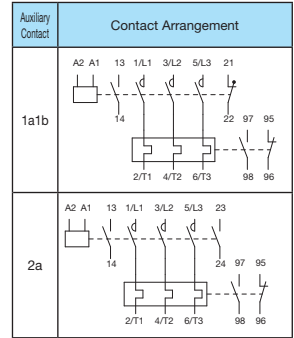 Auxiliary Contact
Contact Arrangement
1a1b
A2 A1 13 1/L1 3/L2 5/L3 21
14
22 97 95
2/T1 4/T2 6/T3
98 96
2a
A2 A1 13 1/L1 3/L2 5/L3 23
14
24 97 95
2/T1 4/T2 6/T3
98 96